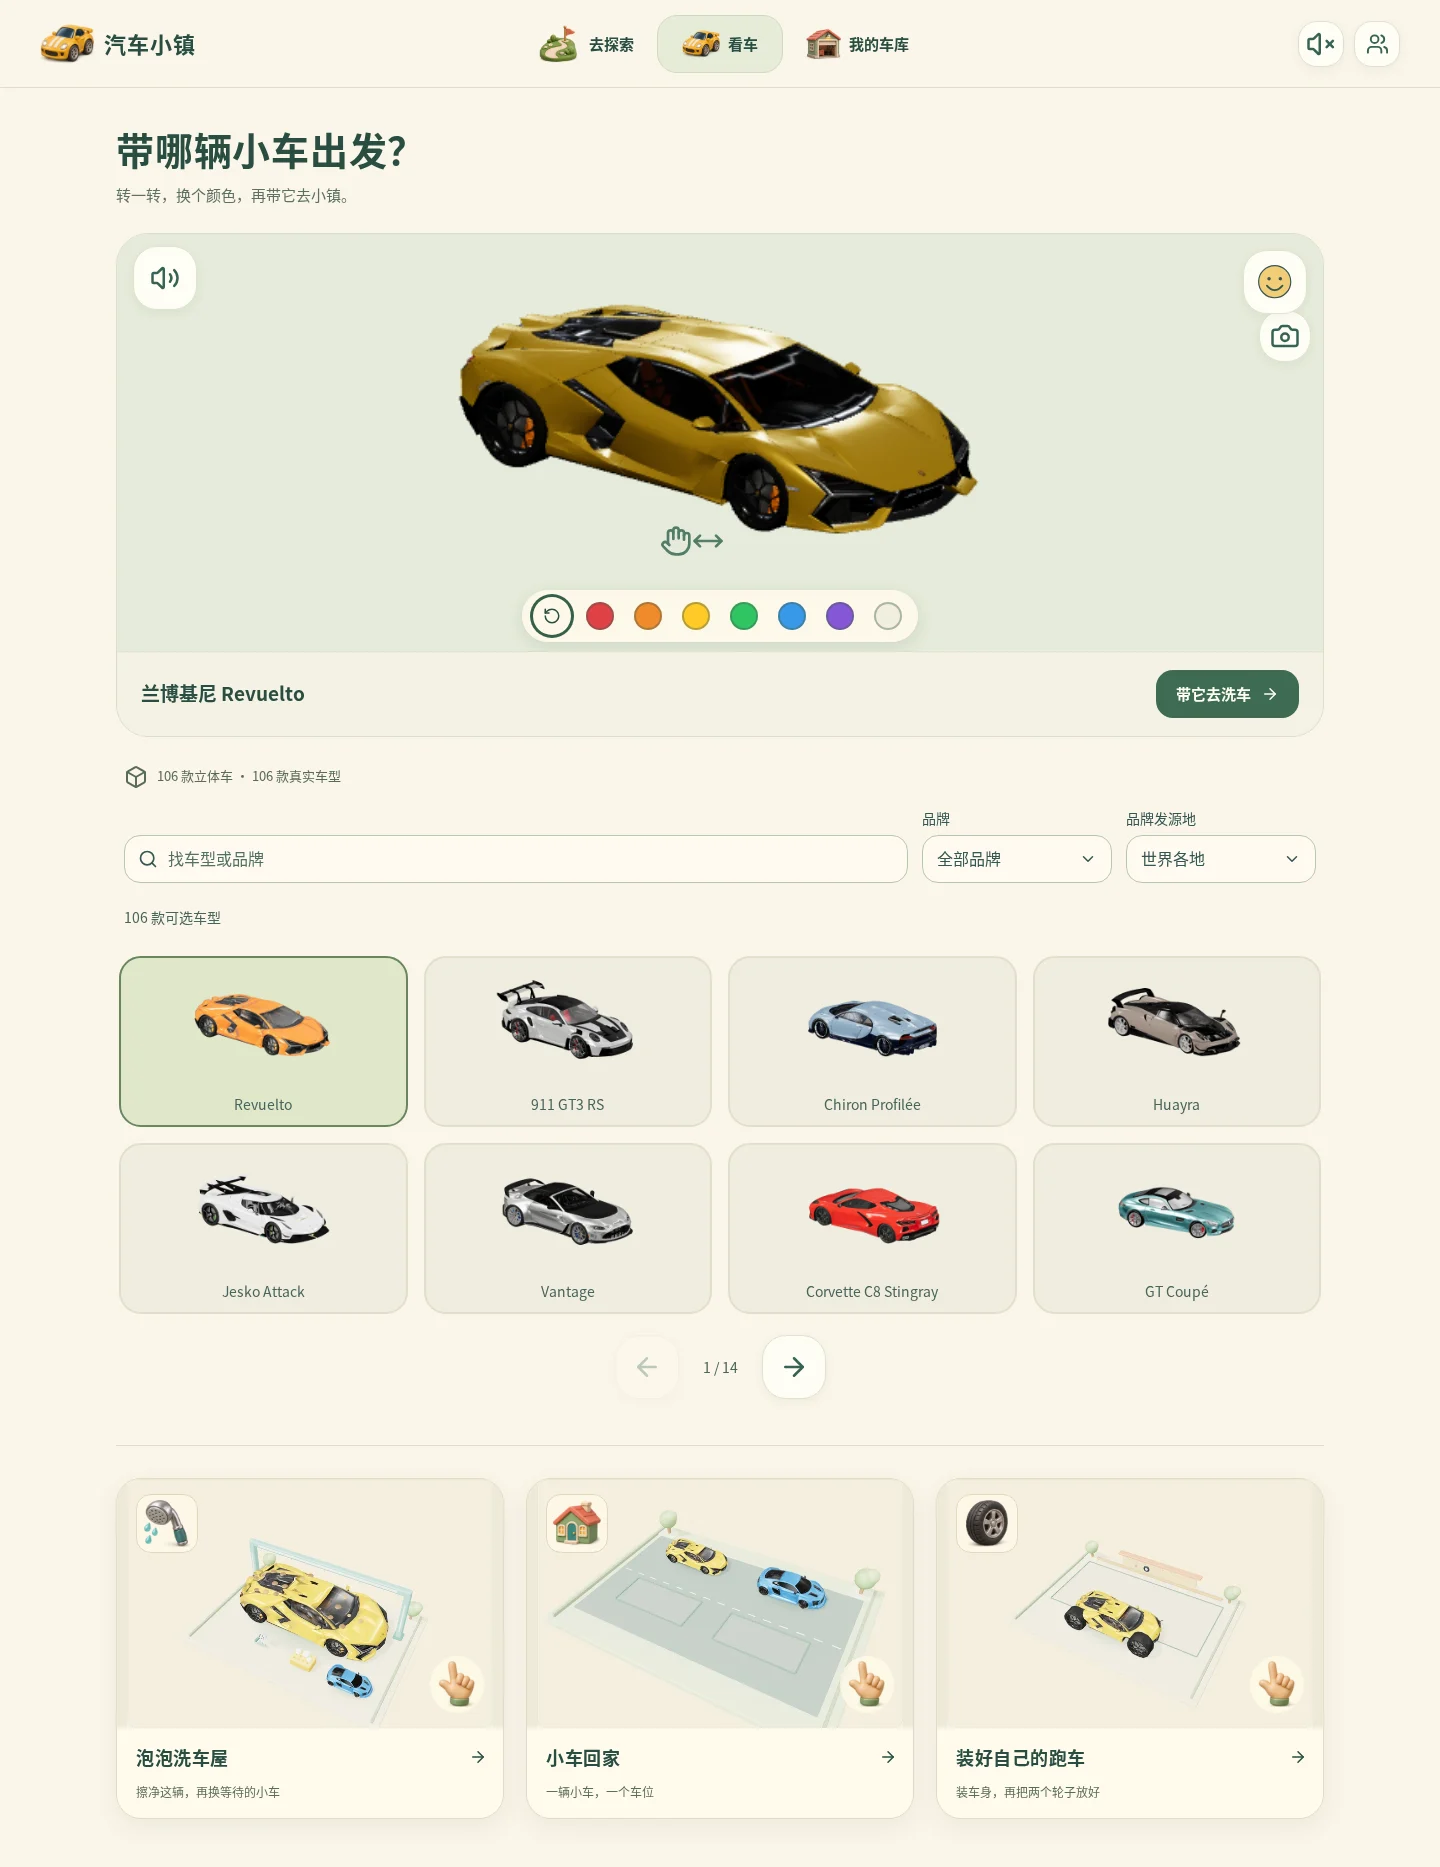 汽车小镇
去探索
看车
我的车库
带哪辆小车出发？
转一转，换个颜色，再带它去小镇。
兰博基尼 Revuelto
带它去洗车
106 款立体车 · 106 款真实车型
品牌
品牌发源地
找车型或品牌
全部品牌
世界各地
106 款可选车型
Revuelto
911 GT3 RS
Chiron Profilée
Huayra
Jesko Attack
Vantage
Corvette C8 Stingray
GT Coupé
1 / 14
泡泡洗车屋
擦净这辆，再换等待的小车
小车回家
一辆小车，一个车位
装好自己的跑车
装车身，再把两个轮子放好